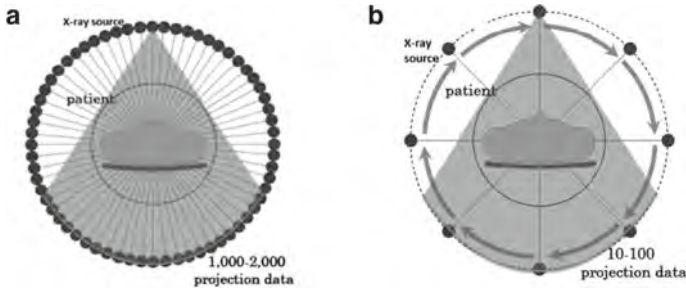 a
X-ray source
patient
1,000-2,000
projection data
b
X-ray
source
patient
10-100
projection data